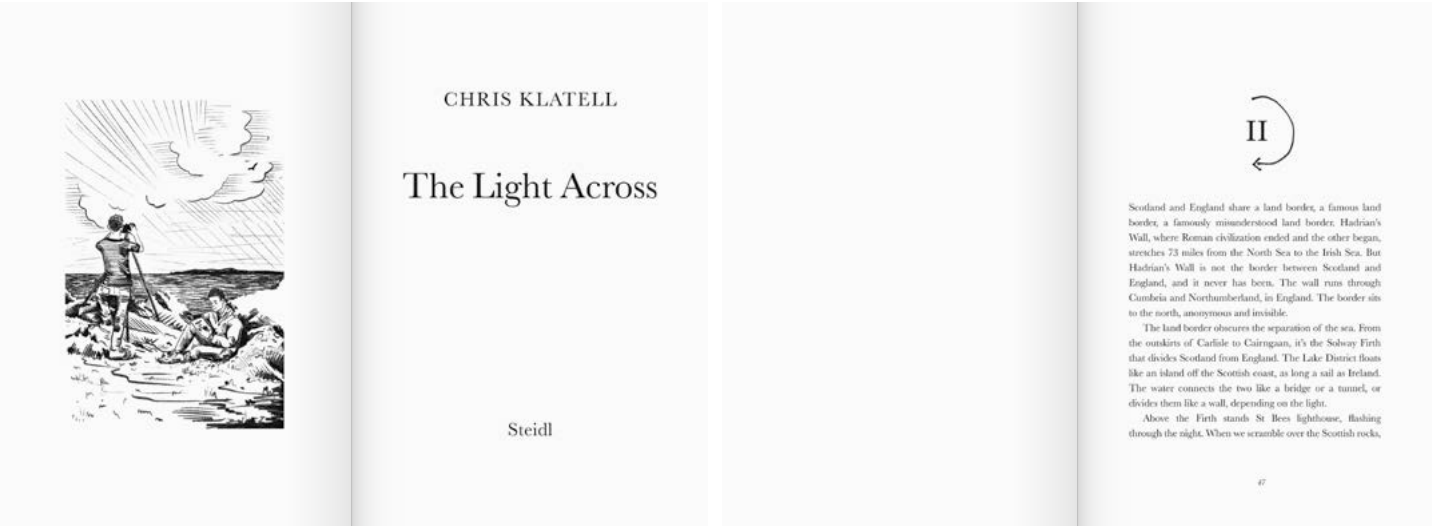 CHRIS KLATELL
The Light Across
Steidl
II
Scotland and England share a land border, a famous land
border, a famously misunderstood land border. Hadrian's
Wall, where Roman civilization ended and the other began,
stretches 73 miles from the North Sea to the Irish Sea. But
Hadrian's Wall is not the border between Scotland and
England, and it never has been. The wall runs through
Cumbria and Northumberland, in England. The border sits
to the north, anonymous and invisible.
The land border obscures the separation of the sea. From
the outskirts of Carlisle to Cairngaan, it's the Solway Firth
that divides Scotland from England. The Lake District floats
like an island off the Scottish coast, as long a sail as Ireland.
The water connects the two like a bridge or a tunnel, or
divides them like a wall, depending on the light.
Above the Firth stands St Bees lighthouse, flashing
through the night. When we scramble over the Scottish rocks,
47